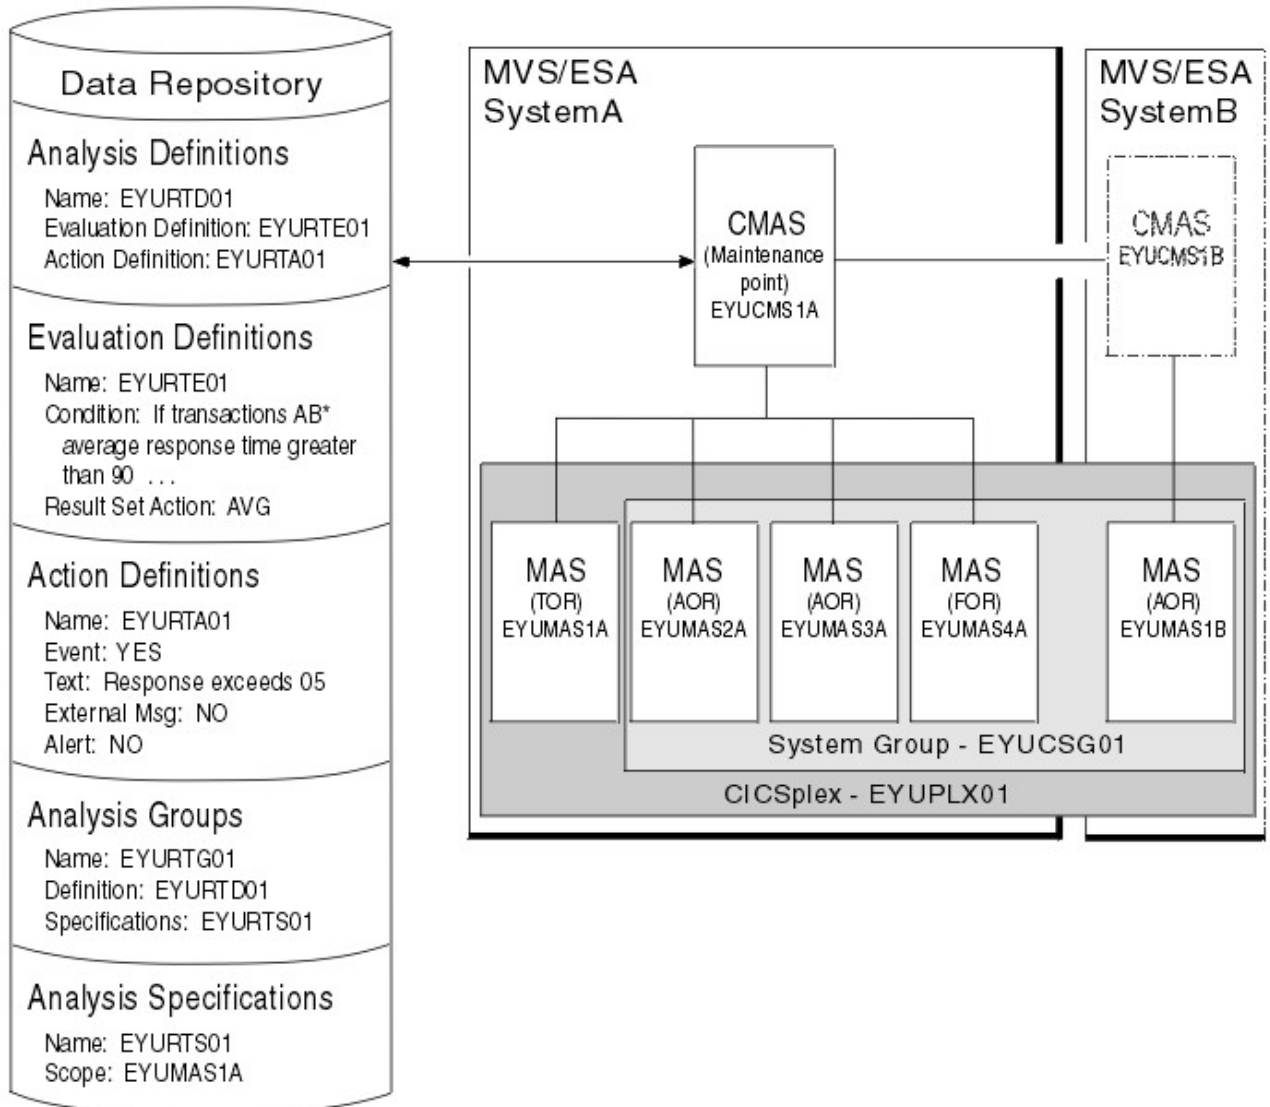 Data Repository
Analysis Definitions
Name: EYURTD01
Evaluation Definition: EYURTE01
Action Definition: EYURTA01
Evaluation Definitions
Name: EYURTE01
Condition: If transactions AB*
average response time greater
than 90 ...
Result Set Action: AVG
Action Definitions
Name: EYURTA01
Event: YES
Text: Response exceeds 05
External Msg: NO
Alert: NO
Analysis Groups
Name: EYURTG01
Definition: EYURTD01
Specifications: EYURTS01
Analysis Specifications
Name: EYURTS01
Scope: EYUMAS1A
MVS/ESA
SystemA
CMAS
(Maintenance
point)
EYUCMS1A
MVS/ESA
SystemB
CMAS
EYUCMS1B
MAS
(TOR)
EYUMAS1A
MAS
(AOR)
EYUMAS2A
MAS
(AOR)
EYUMAS3A
MAS
(FOR)
EYUMAS4A
MAS
(AOR)
EYUMAS1B
System Group - EYUCSG01
CICSplex - EYUPLX01